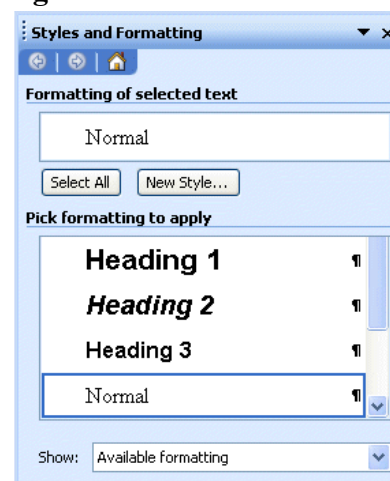 Styles and Formatting
Formatting of selected text
Normal
Select All New Style...
Pick formatting to apply
Heading 1 ¶
Heading 2 ¶
Heading 3 ¶
Normal ¶
Show: Available formatting